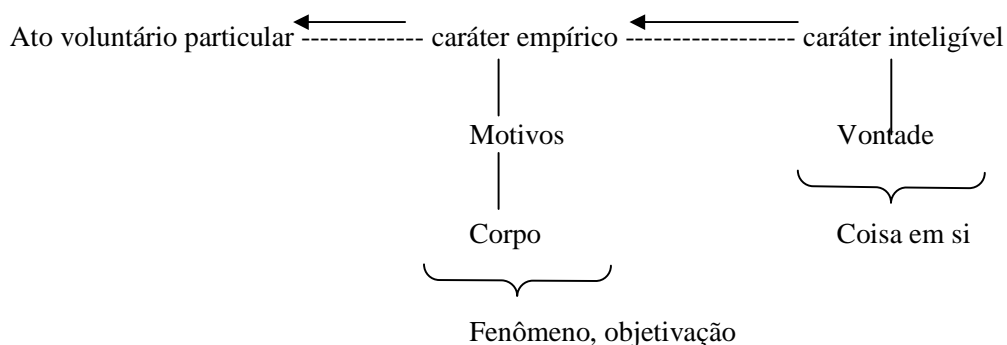 Ato voluntário particular caráter empírico caráter inteligível
Motivos Vontade
Corpo Coisa em si
Fenômeno, objetivação